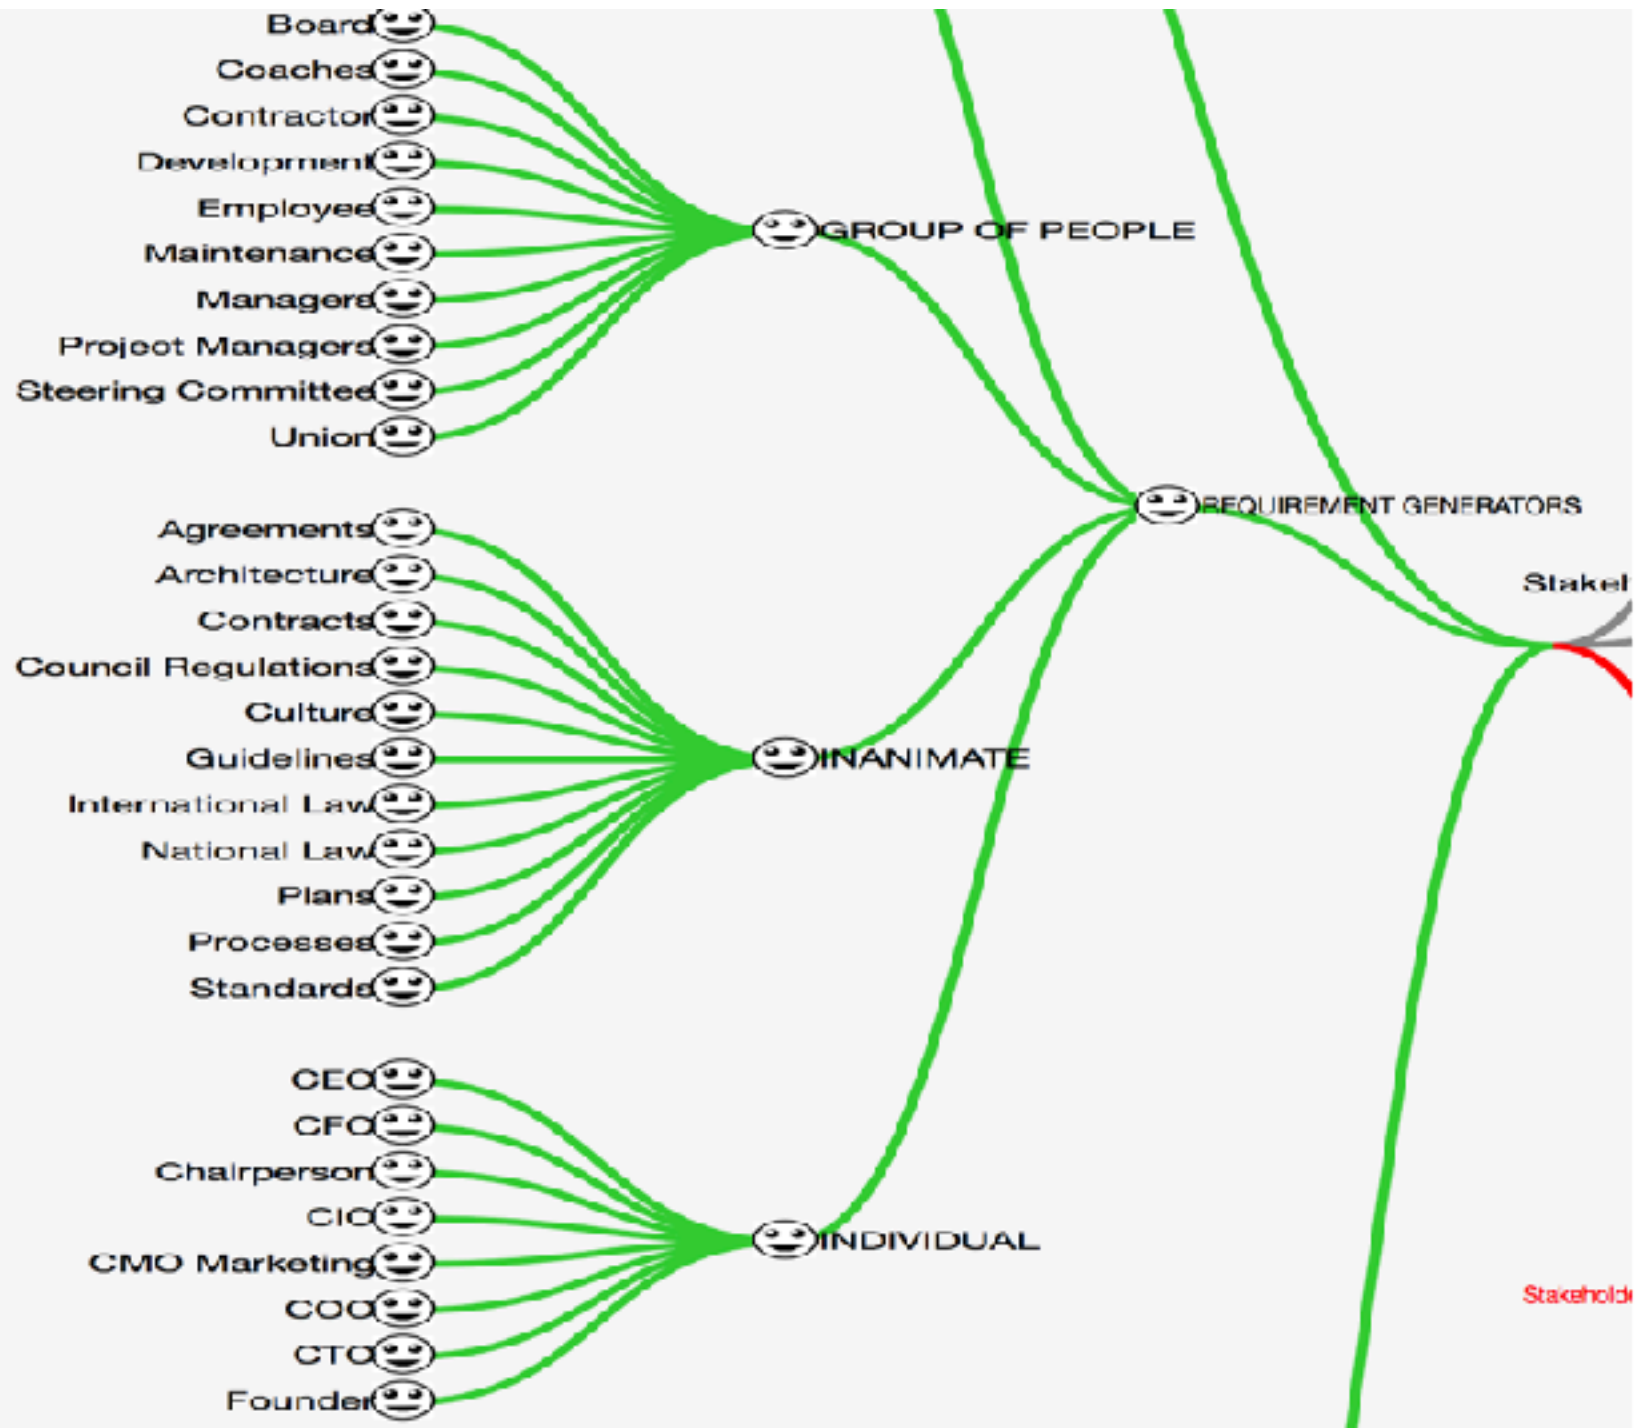 Board
Coaches
Contractor
Development
Employee
Maintenance
Managers
Project Managers
Steering Committee
Union
GROUP OF PEOPLE
REQUIREMENT GENERATORS
Agreements
Architecture
Contracts
Council Regulations
Culture
Guidelines
International Law
National Law
Plans
Processes
Standards
INANIMATE
CEO
CFO
Chairperson
CIO
CMO Marketing
COO
CTO
Founder
INDIVIDUAL